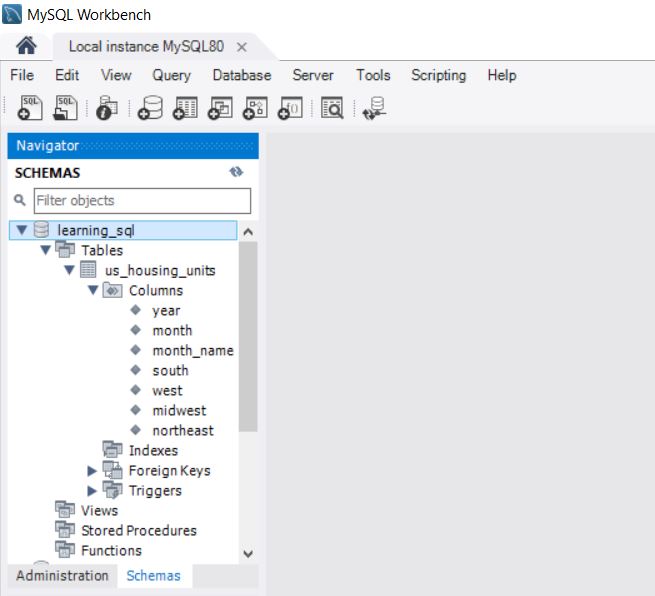 MySQL Workbench
Local instance MySQL80
File Edit View Query Database Server Tools Scripting Help
SQL SQL
Navigator
SCHEMAS
Filter objects
learning_sql
Tables
us_housing_units
Columns
year
month
month_name
south
west
midwest
northeast
Indexes
Foreign Keys
Triggers
Views
Stored Procedures
Functions
Administration Schemas